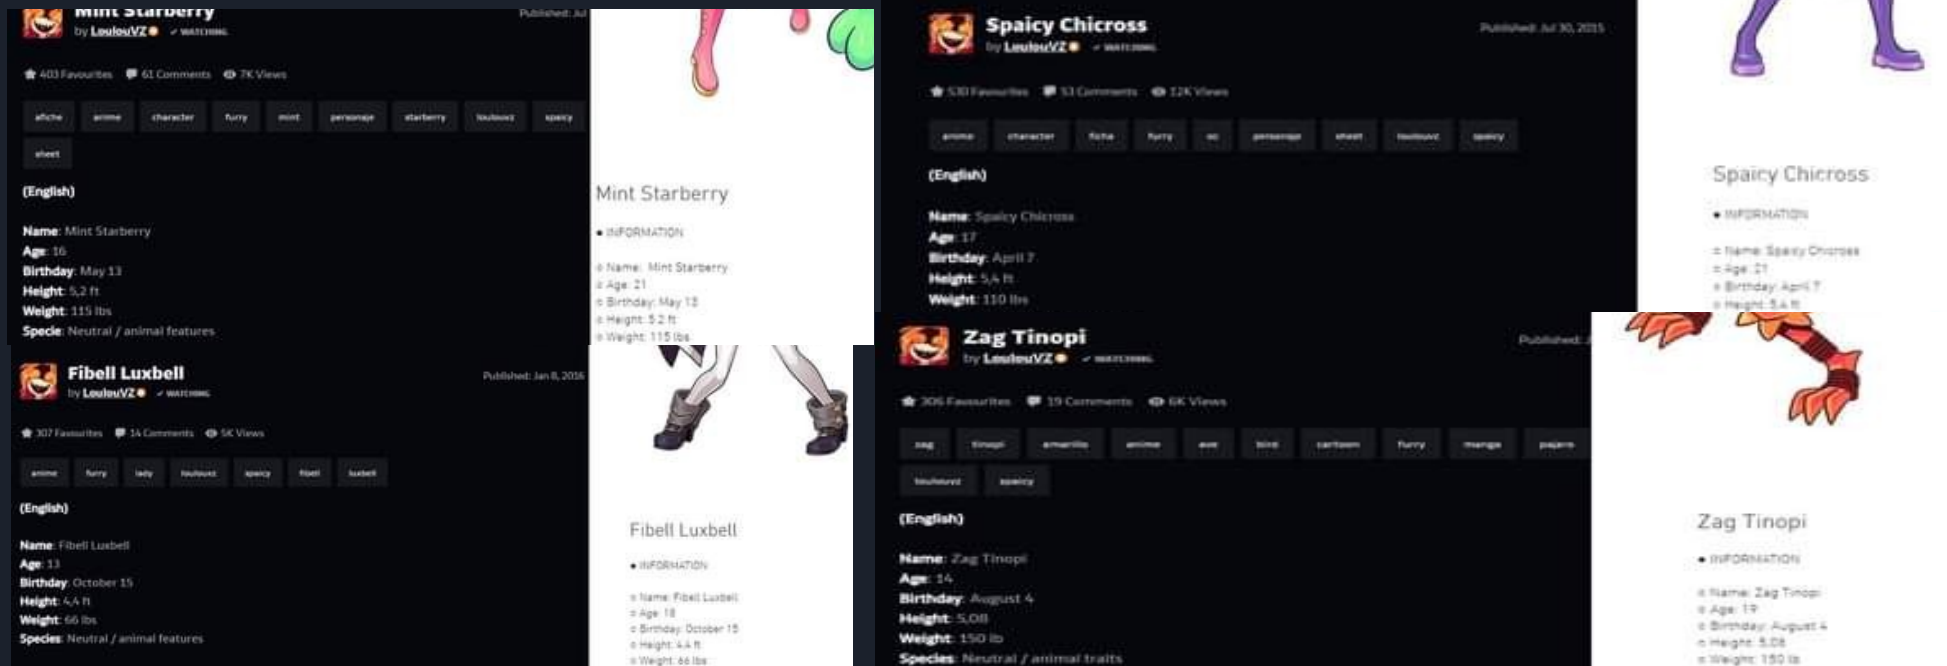 Mint Starberry
Published: Jul
by LoulouVZ ✓ WATCHING
403 Favourites 61 Comments 7K Views
afiche anime character furry mint personaje starberry loulouvz spaicy
sheet
(English)
Name: Mint Starberry
Age: 16
Birthday: May 13
Height: 5,2 ft
Weight: 115 lbs
Specie: Neutral / animal features
Mint Starberry
• INFORMATION
¤ Name: Mint Starberry
¤ Age: 21
¤ Birthday: May 13
¤ Height: 5.2 ft
¤ Weight: 115 lbs
Spaicy Chicross
Published: Jul 30, 2015
by LoulouVZ ✓ WATCHING
530 Favourites 53 Comments 12K Views
anime character ficha furry oc personaje sheet loulouvz spaicy
(English)
Name: Spaicy Chicross
Age: 17
Birthday: April 7
Height: 5,4 ft
Weight: 110 lbs
Spaicy Chicross
• INFORMATION
¤ Name: Spaicy Chicross
¤ Age: 21
¤ Birthday: April 7
¤ Height: 5.4 ft
Fibell Luxbell
Published: Jan 8, 2016
by LoulouVZ ✓ WATCHING
307 Favourites 14 Comments 5K Views
anime furry lady loulouvz spaicy fibell luxbell
(English)
Name: Fibell Luxbell
Age: 13
Birthday: October 15
Height: 4,4 ft
Weight: 66 lbs
Species: Neutral / animal features
Fibell Luxbell
• INFORMATION
¤ Name: Fibell Luxbell
¤ Age: 18
¤ Birthday: October 15
¤ Height: 4.4 ft
¤ Weight: 66 lbs
Zag Tinopi
Published: J
by LoulouVZ ✓ WATCHING
306 Favourites 19 Comments 6K Views
zag tinopi amarillo anime ave bird cartoon furry manga pajaro
loulouvz spaicy
(English)
Name: Zag Tinopi
Age: 14
Birthday: August 4
Height: 5,08
Weight: 150 lb
Species: Neutral / animal traits
Zag Tinopi
• INFORMATION
¤ Name: Zag Tinopi
¤ Age: 19
¤ Birthday: August 4
¤ Height: 5.08
¤ Weight: 150 lb